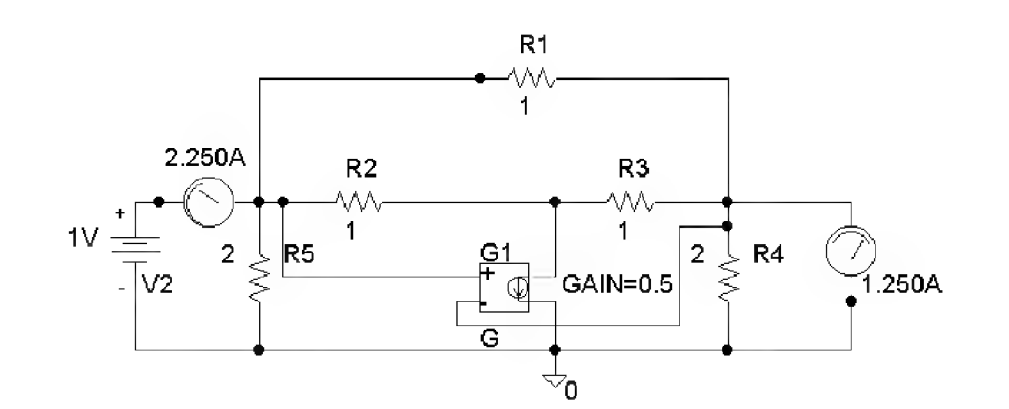 R1
1
2.250A
R2
R3
+
1V
-
V2
1
1
2
R5
G1
+
-
GAIN=0.5
G
2
R4
1.250A
0